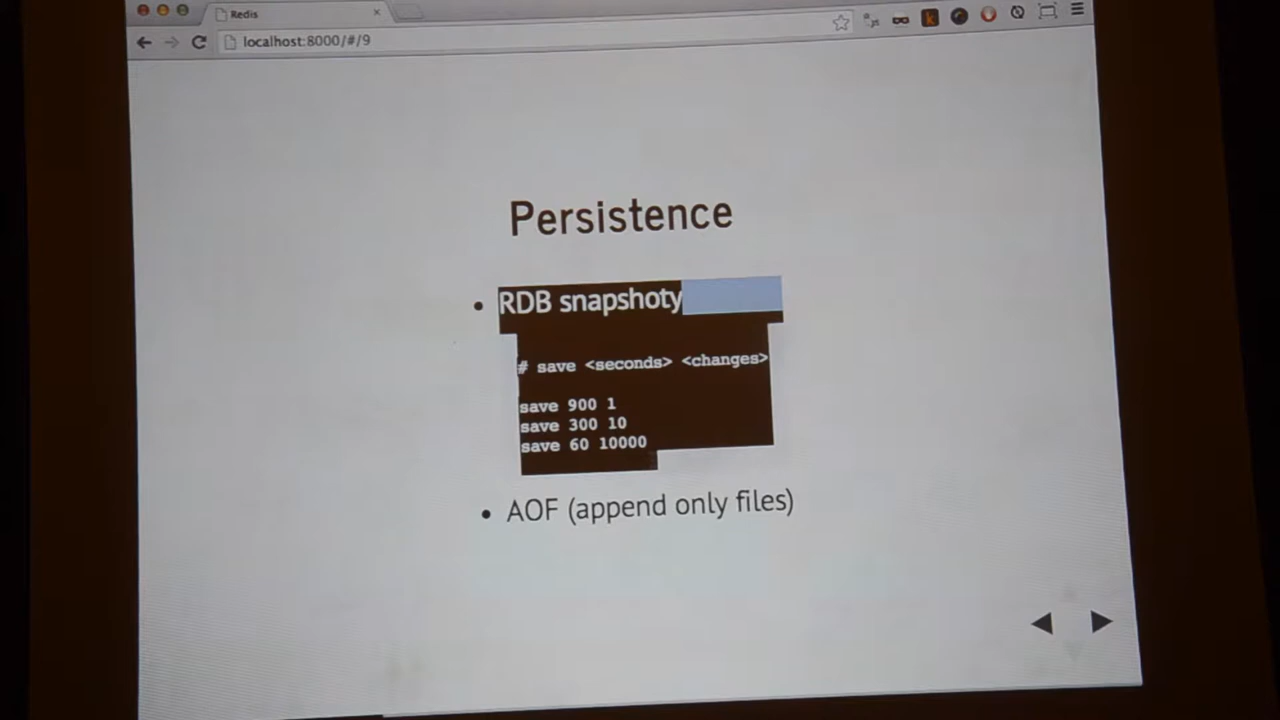 Redis
localhost:8000/#/9
Persistence
RDB snapshoty
# save <seconds> <changes>
save 900 1
save 300 10
save 60 10000
AOF (append only files)